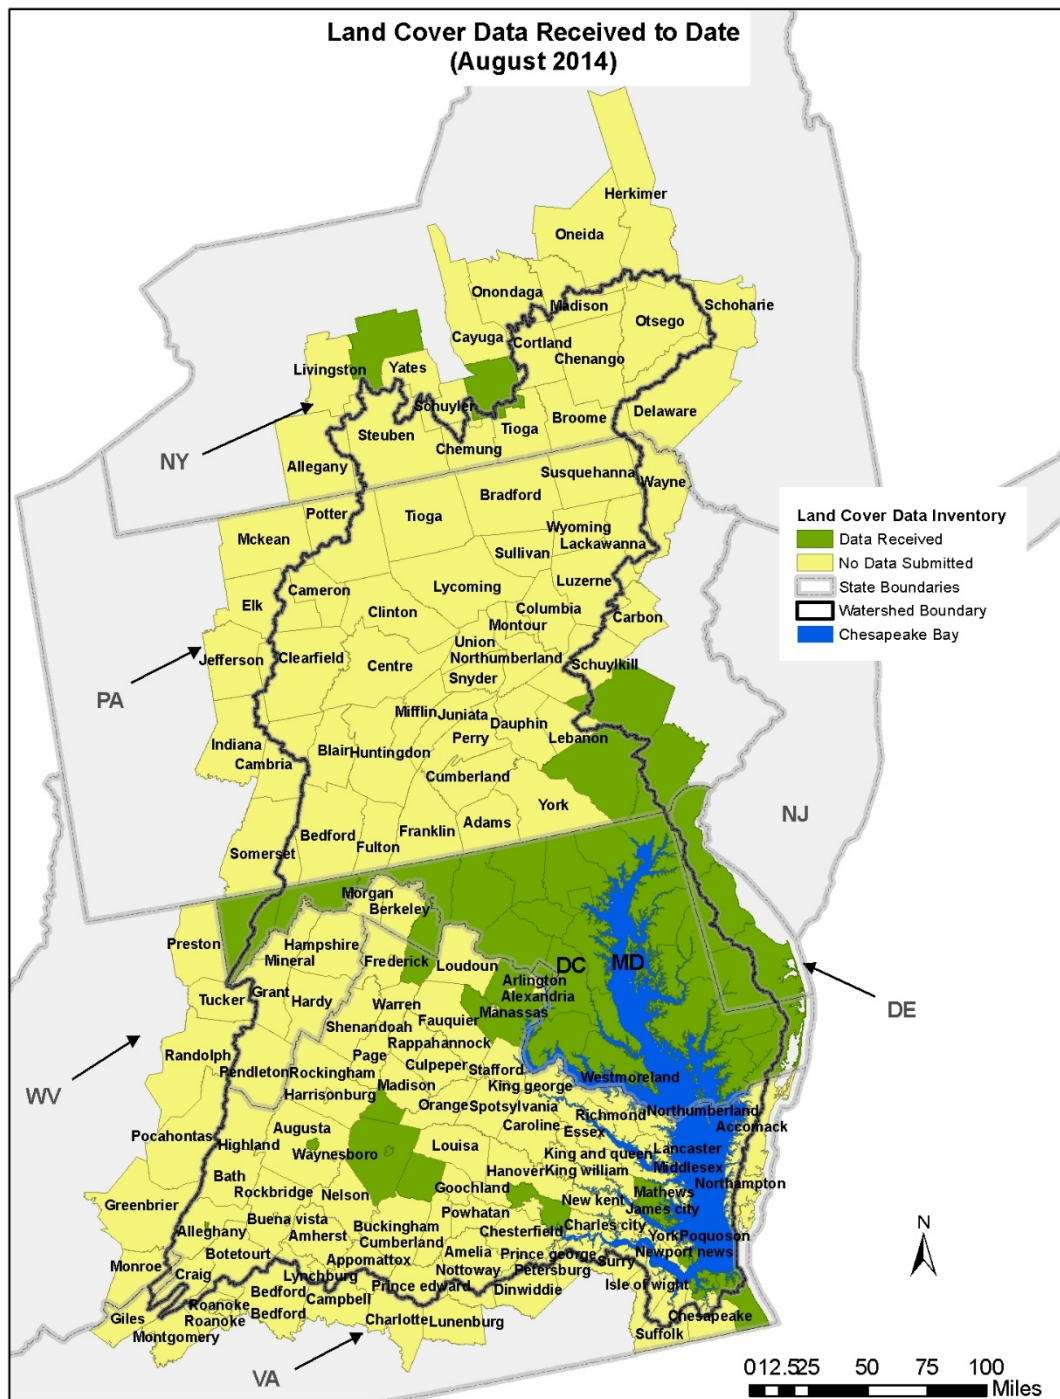 Land Cover Data Received to Date
(August 2014)
Herkimer
Oneida
Onondaga
Madison
Schoharie
Otsego
Cayuga
Cortland
Chenango
Livingston
Yates
Schuyler
Delaware
Broome
Tioga
Steuben
Chemung
NY
Allegany
Susquehanna
Wayne
Bradford
Potter
Tioga
Mckean
Wyoming
Lackawanna
Sullivan
Luzerne
Cameron
Lycoming
Elk
Clinton
Columbia
Carbon
Montour
Union
Jefferson
Clearfield
Centre
Northumberland
Schuylkill
Snyder
PA
Mifflin
Juniata
Dauphin
Perry
Lebanon
Indiana
Blair
Huntingdon
Cambria
Cumberland
York
Adams
Franklin
Bedford
Fulton
Somerset
NJ
Land Cover Data Inventory
Data Received
No Data Submitted
State Boundaries
Watershed Boundary
Chesapeake Bay
Morgan
Berkeley
Preston
Hampshire
Mineral
Frederick
Loudoun
DC
MD
Arlington
Alexandria
Manassas
DE
Tucker
Grant
Hardy
Warren
Fauquier
Shenandoah
Rappahannock
Randolph
Page
Culpeper
Stafford
Pendleton
Rockingham
Madison
Westmoreland
WV
Harrisonburg
King george
Orange
Spotsylvania
Richmond
Northumberland
Caroline
Essex
Accomack
Pocahontas
Highland
Augusta
Waynesboro
Louisa
King and queen
Lancaster
Hanover
King william
Middlesex
Bath
Northampton
Greenbrier
Rockbridge
Nelson
Goochland
New kent
Mathews
Powhatan
James city
Alleghany
Buena vista
Amherst
Buckingham
Cumberland
Chesterfield
Charles city
York
Poquoson
Botetourt
Appomattox
Amelia
Prince george
Newport news
Monroe
Craig
Lynchburg
Nottoway
Petersburg
Surry
Roanoke
Bedford
Campbell
Prince edward
Dinwiddie
Isle of wight
Giles
Roanoke
Bedford
Charlotte
Lunenburg
Chesapeake
Montgomery
Suffolk
VA
N
0 12.5 25 50 75 100
Miles